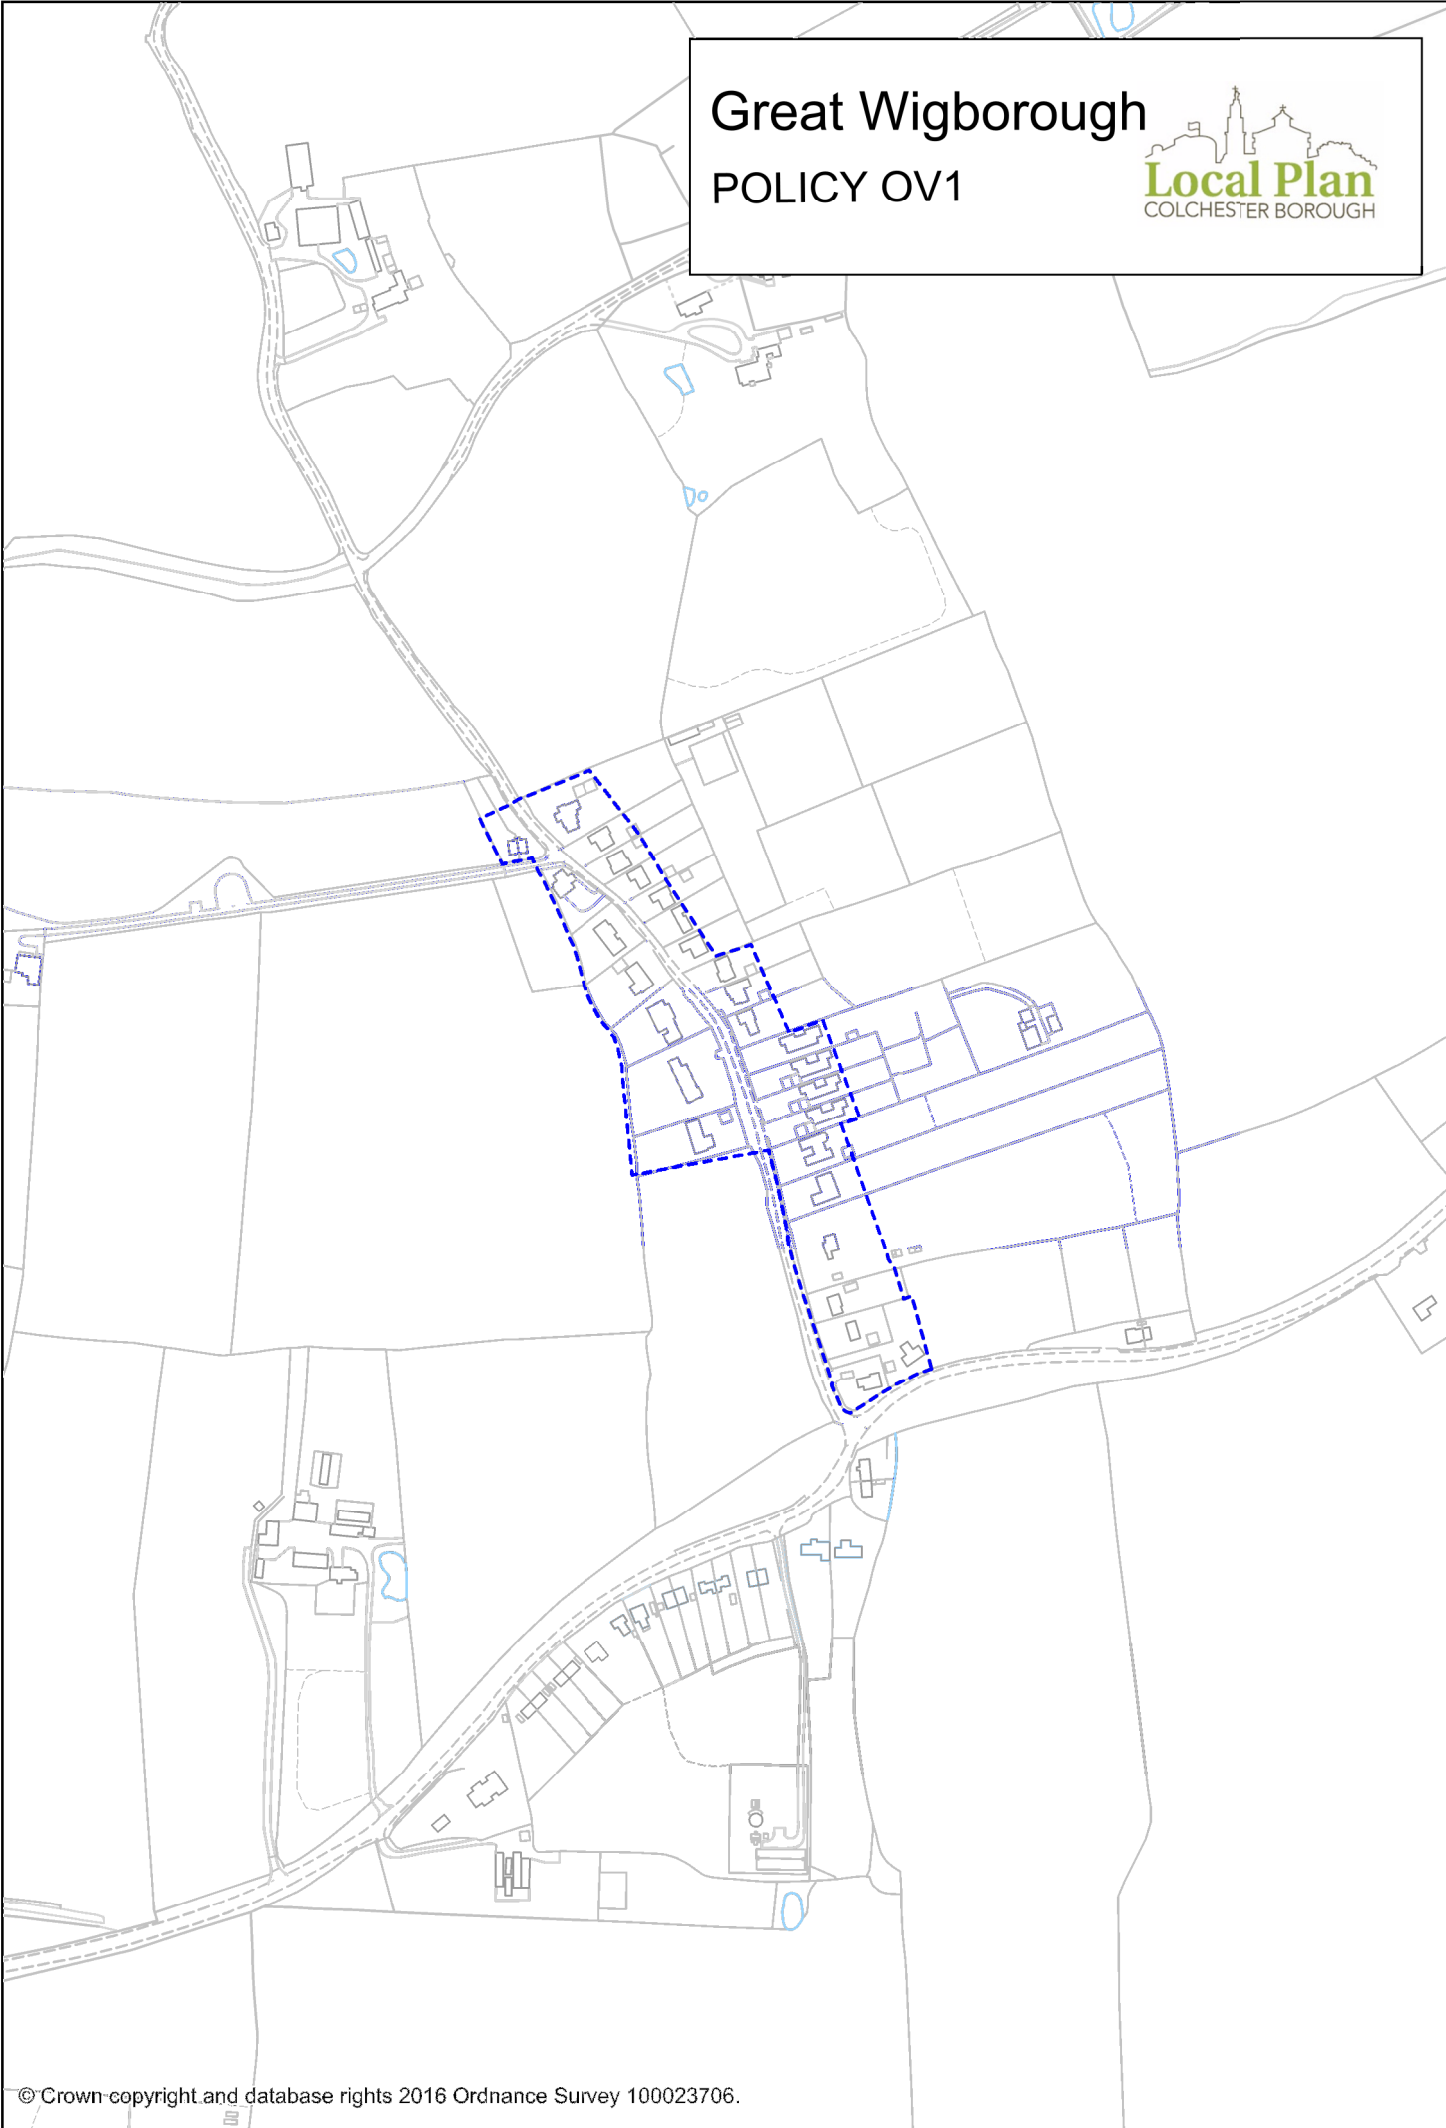 Great Wigborough
POLICY OV1
Local Plan
COLCHESTER BOROUGH
© Crown copyright and database rights 2016 Ordnance Survey 100023706.